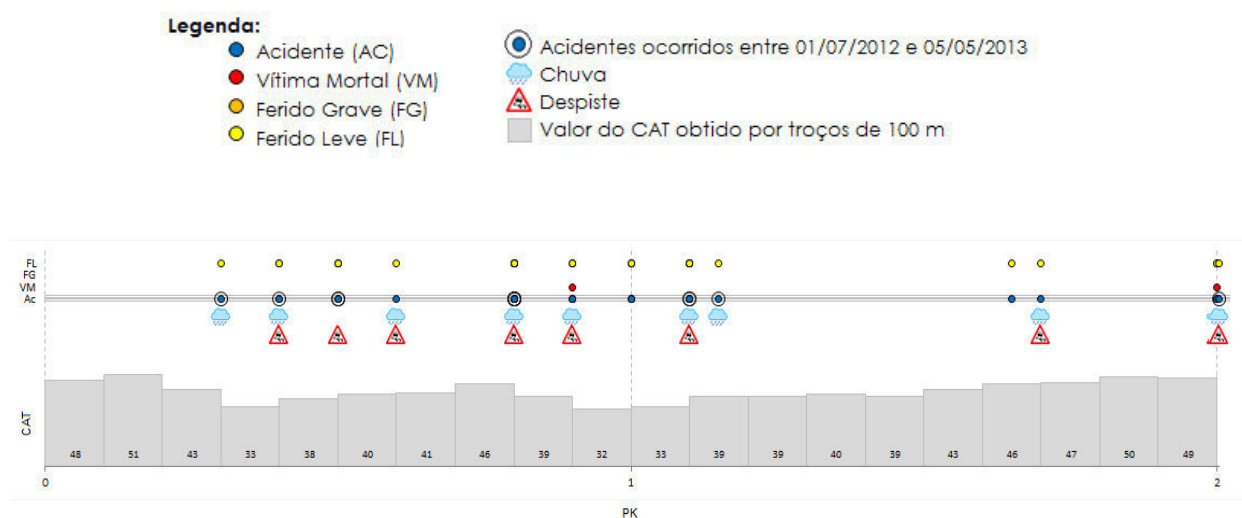 Legenda:
Acidente (AC)
Vítima Mortal (VM)
Ferido Grave (FG)
Ferido Leve (FL)
Acidentes ocorridos entre 01/07/2012 e 05/05/2013
Chuva
Despiste
Valor do CAT obtido por troços de 100 m
FL
FG
VM
Ac
CAT
48 51 43 33 38 40 41 46 39 32 33 39 39 40 39 43 46 47 50 49
0 1 2
PK